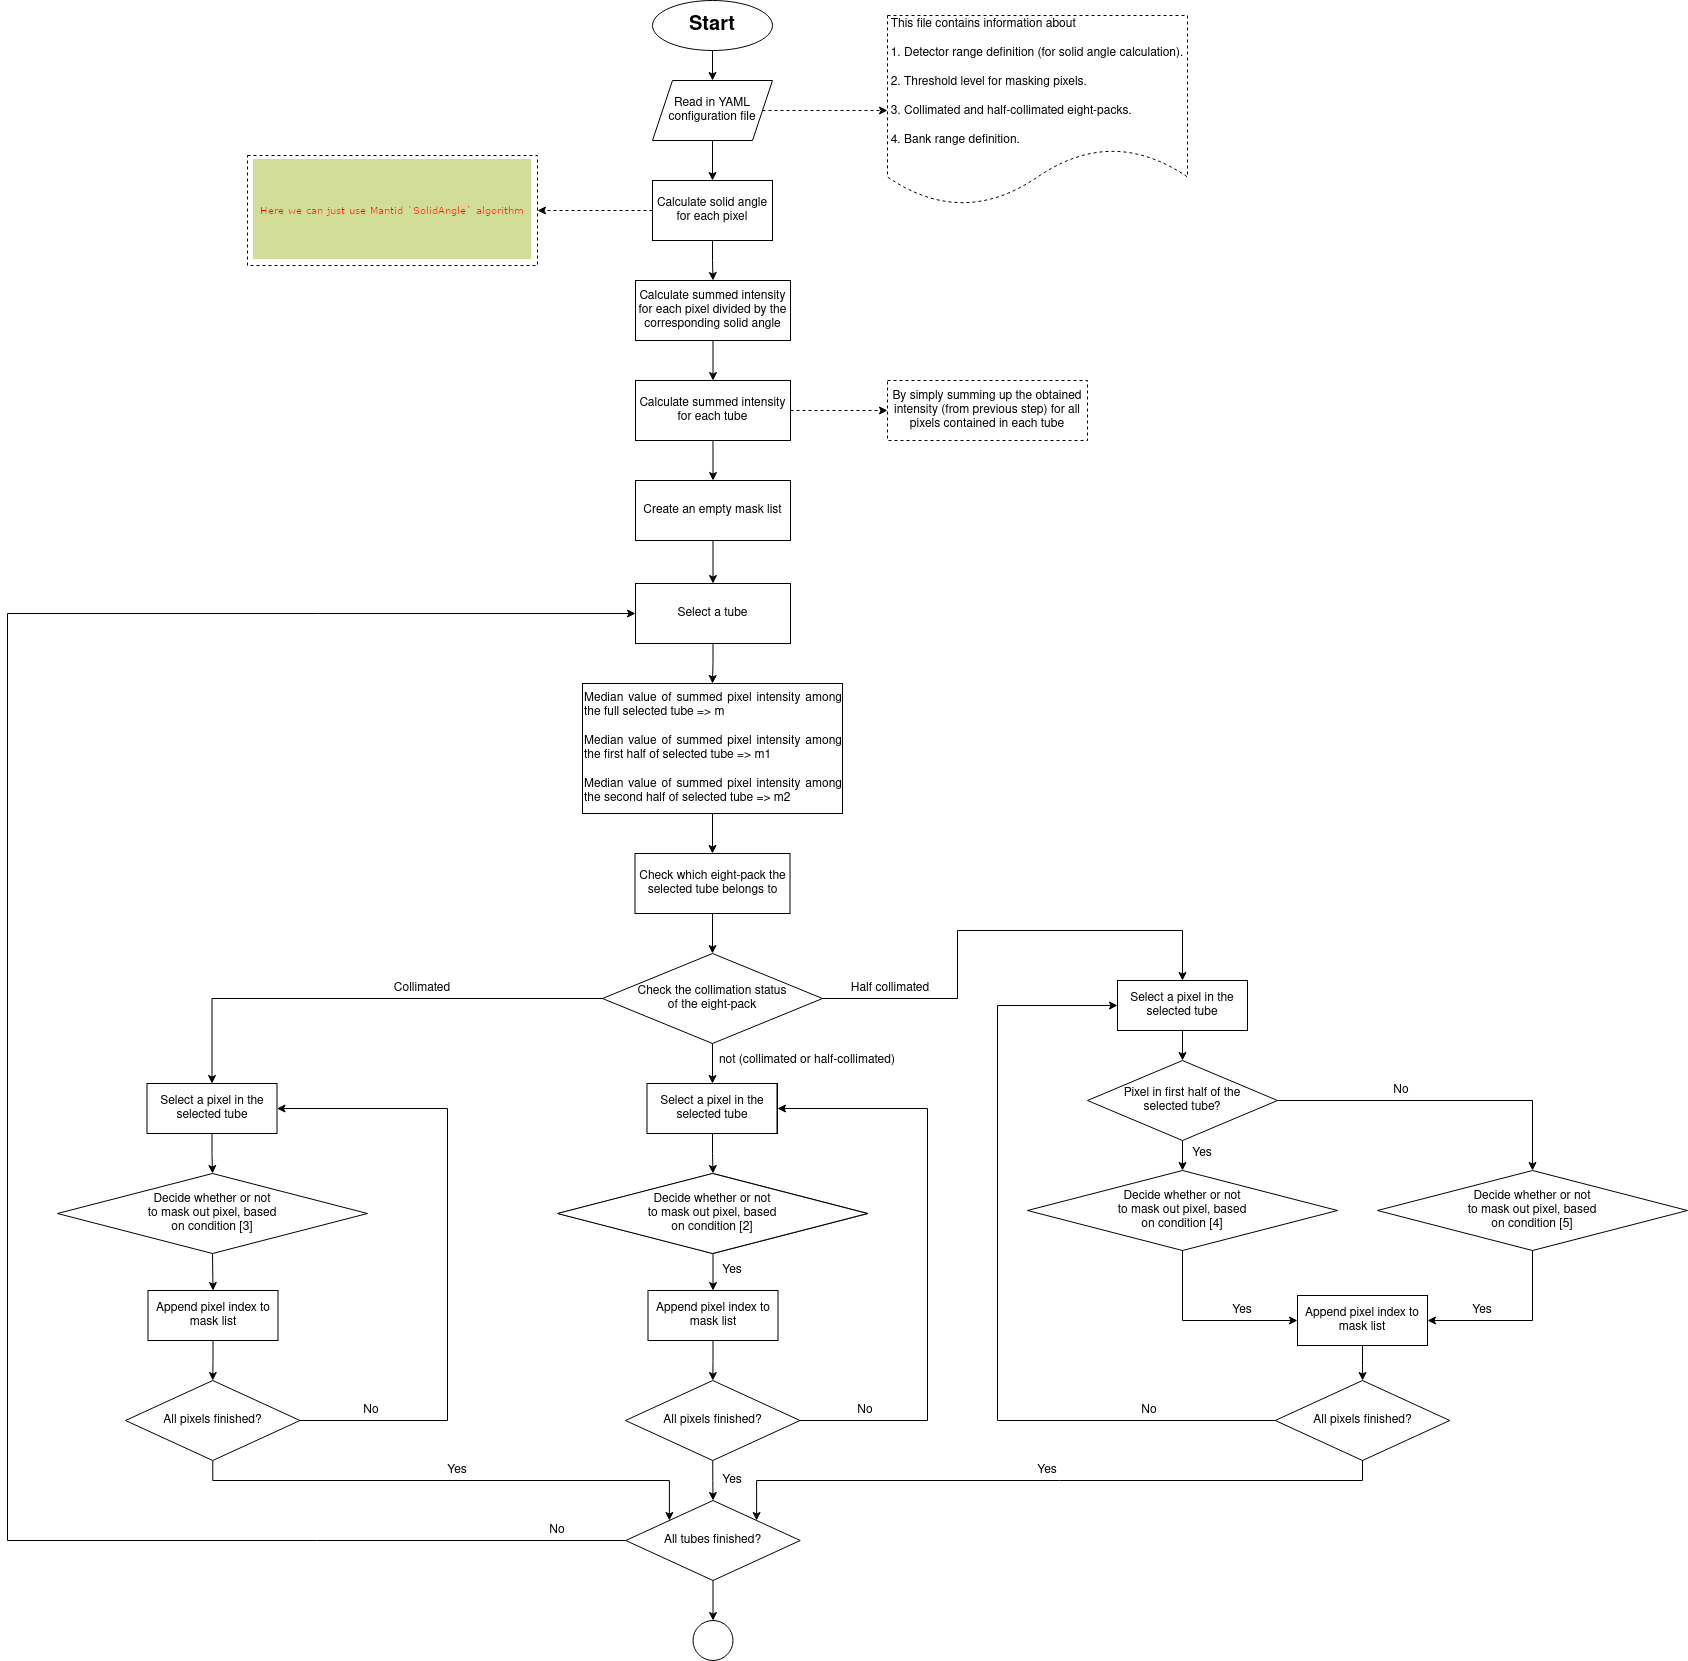 Start
This file contains information about
1. Detector range definition (for solid angle calculation).
2. Threshold level for masking pixels.
3. Collimated and half-collimated eight-packs.
4. Bank range definition.
Read in YAML
configuration file
Here we can just use Mantid `SolidAngle` algorithm
Calculate solid angle
for each pixel
Calculate summed intensity
for each pixel divided by the
corresponding solid angle
Calculate summed intensity
for each tube
By simply summing up the obtained
intensity (from previous step) for all
pixels contained in each tube
Create an empty mask list
Select a tube
Median value of summed pixel intensity among
the full selected tube => m
Median value of summed pixel intensity among
the first half of selected tube => m1
Median value of summed pixel intensity among
the second half of selected tube => m2
Check which eight-pack the
selected tube belongs to
Check the collimation status
of the eight-pack
Collimated
Half collimated
not (collimated or half-collimated)
Select a pixel in the
selected tube
Decide whether or not
to mask out pixel, based
on condition [3]
Append pixel index to
mask list
All pixels finished?
No
Yes
Select a pixel in the
selected tube
Decide whether or not
to mask out pixel, based
on condition [2]
Yes
Append pixel index to
mask list
All pixels finished?
No
Yes
Select a pixel in the
selected tube
Pixel in first half of the
selected tube?
No
Yes
Decide whether or not
to mask out pixel, based
on condition [4]
Decide whether or not
to mask out pixel, based
on condition [5]
Yes
Yes
Append pixel index to
mask list
All pixels finished?
No
Yes
All tubes finished?
No